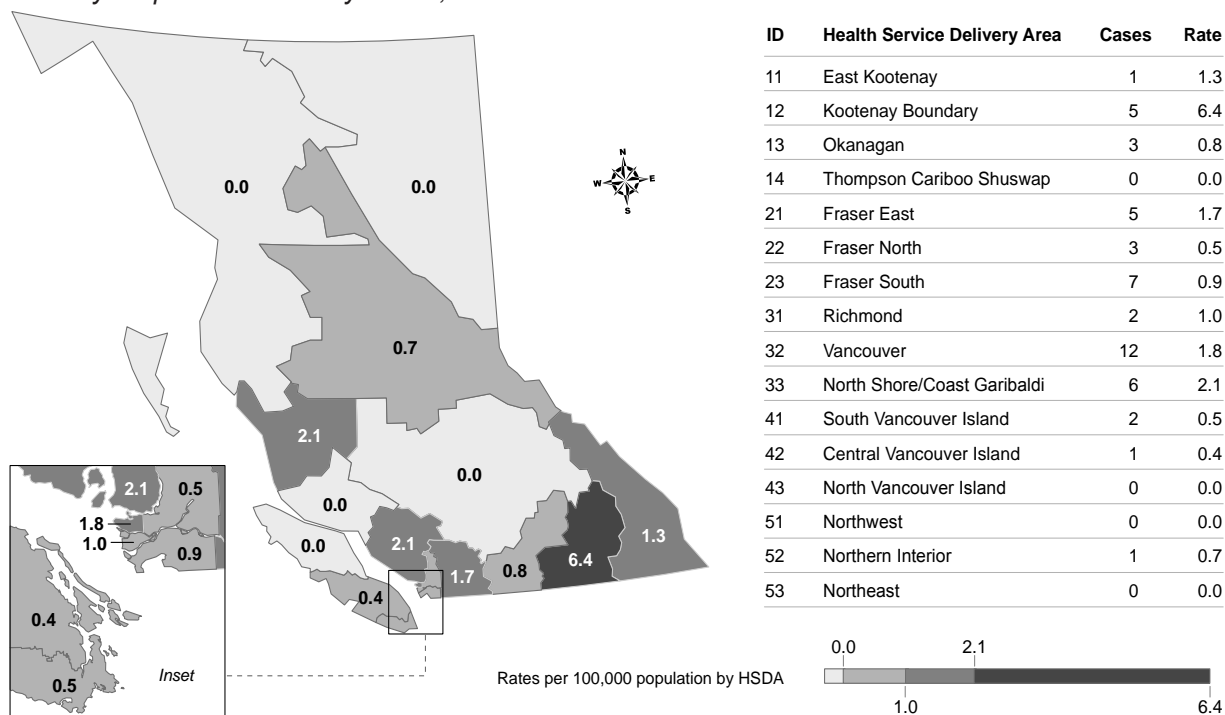 N
W E
S
0.0
0.0
0.7
2.1
0.0
0.0
0.0
2.1
1.7
0.8
6.4
1.3
0.4
2.1
0.5
1.8
1.0
0.9
0.4
0.5
Inset
ID Health Service Delivery Area Cases Rate
11 East Kootenay 1 1.3
12 Kootenay Boundary 5 6.4
13 Okanagan 3 0.8
14 Thompson Cariboo Shuswap 0 0.0
21 Fraser East 5 1.7
22 Fraser North 3 0.5
23 Fraser South 7 0.9
31 Richmond 2 1.0
32 Vancouver 12 1.8
33 North Shore/Coast Garibaldi 6 2.1
41 South Vancouver Island 2 0.5
42 Central Vancouver Island 1 0.4
43 North Vancouver Island 0 0.0
51 Northwest 0 0.0
52 Northern Interior 1 0.7
53 Northeast 0 0.0
0.0 2.1
Rates per 100,000 population by HSDA
1.0 6.4